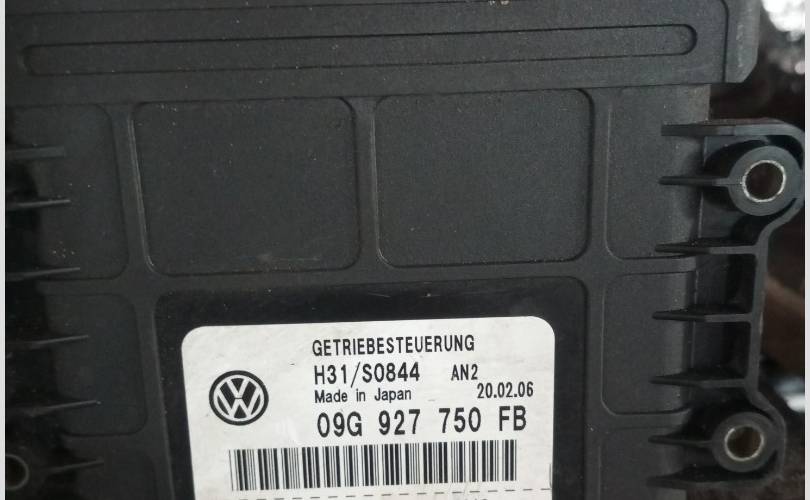 GETRIEBESTEUERUNG
H31/S0844 AN2
Made in Japan 20.02.06
09G 927 750 FB